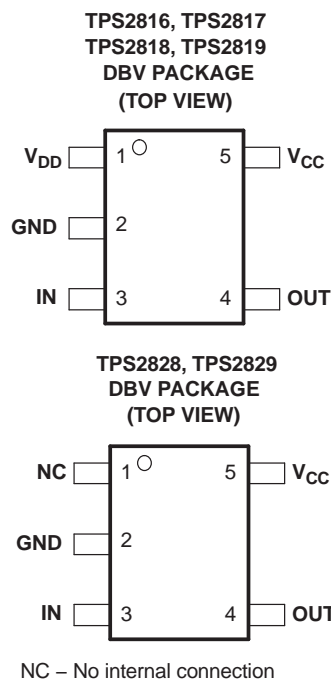 TPS2816, TPS2817
TPS2818, TPS2819
DBV PACKAGE
(TOP VIEW)
VDD 1 5 VCC
GND 2
IN 3 4 OUT
TPS2828, TPS2829
DBV PACKAGE
(TOP VIEW)
NC 1 5 VCC
GND 2
IN 3 4 OUT
NC – No internal connection